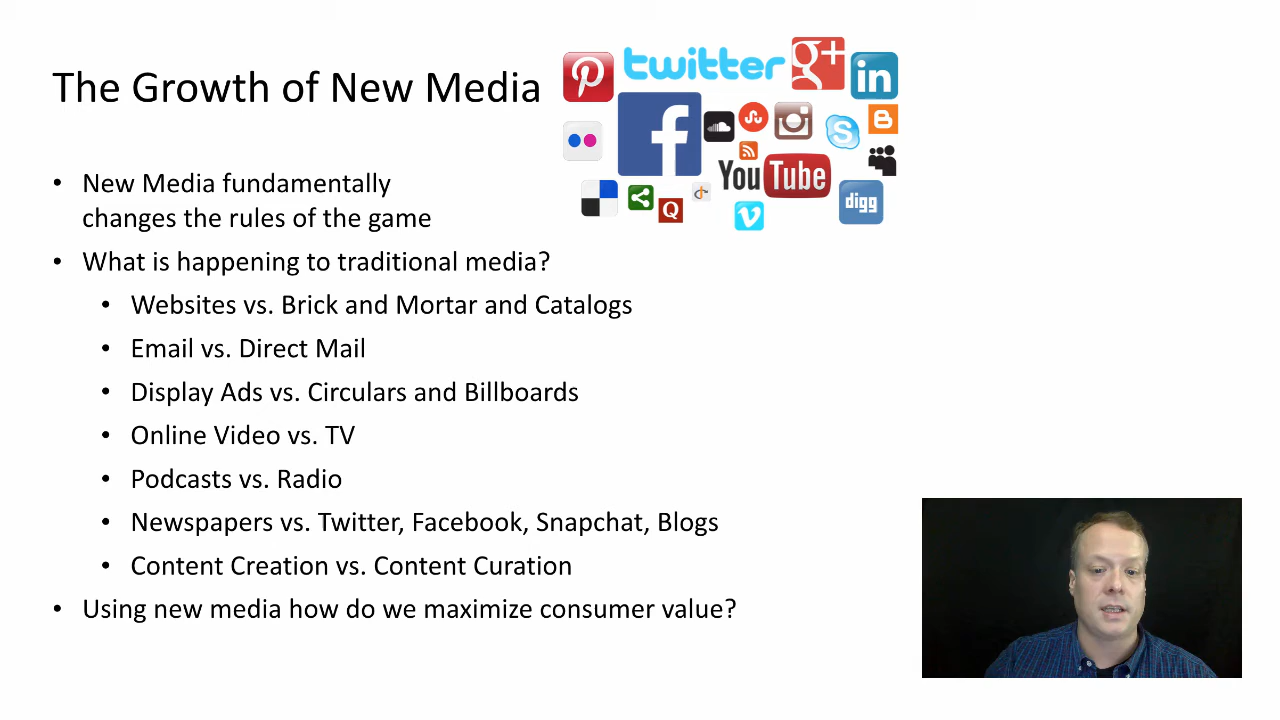 The Growth of New Media
twitter
g+
in
f
S
B
You Tube
digg
Q
V
• New Media fundamentally
changes the rules of the game
• What is happening to traditional media?
• Websites vs. Brick and Mortar and Catalogs
• Email vs. Direct Mail
• Display Ads vs. Circulars and Billboards
• Online Video vs. TV
• Podcasts vs. Radio
• Newspapers vs. Twitter, Facebook, Snapchat, Blogs
• Content Creation vs. Content Curation
• Using new media how do we maximize consumer value?